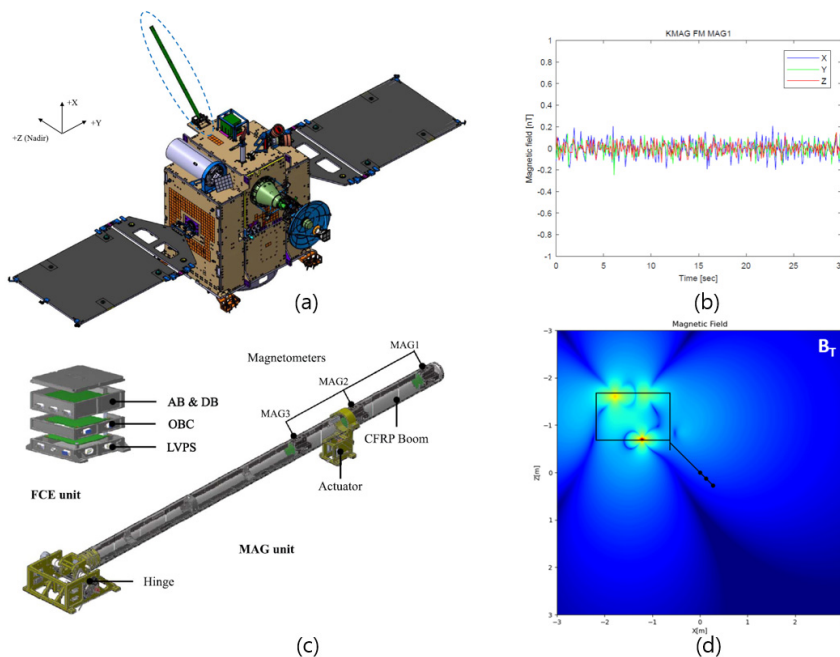 +X
+Y
+Z (Nadir)
(a)
KMAG FM MAG1
Magnetic field [nT]
1
0.8
0.6
0.4
0.2
0
-0.2
-0.4
-0.6
-0.8
-1
X
Y
Z
0 5 10 15 20 25 30
Time [sec]
(b)
Magnetometers
MAG1
MAG2
MAG3
CFRP Boom
Actuator
AB & DB
OBC
LVPS
FCE unit
MAG unit
Hinge
(c)
Magnetic Field
B_T
Z[m]
-3
-2
-1
0
1
2
3
-3 -2 -1 0 1 2
X[m]
(d)